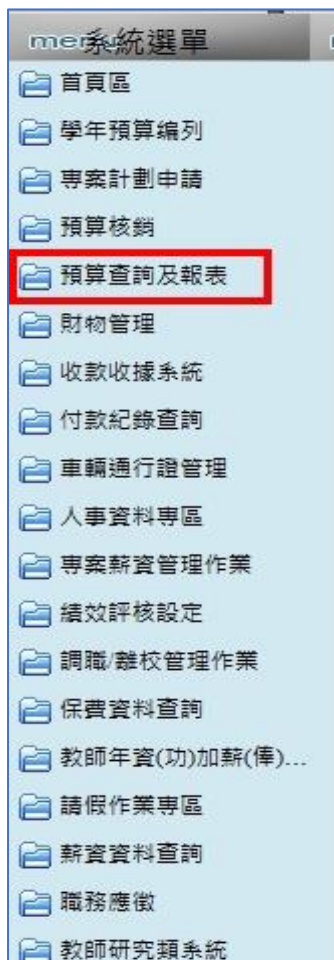 menu系統選單
首頁區
學年預算編列
專案計劃申請
預算核銷
預算查詢及報表
財物管理
收款收據系統
付款紀錄查詢
車輛通行證管理
人事資料專區
專案薪資管理作業
績效評核設定
調職/離校管理作業
保費資料查詢
教師年資(功)加薪(俸)...
請假作業專區
薪資資料查詢
職務應徵
教師研究類系統